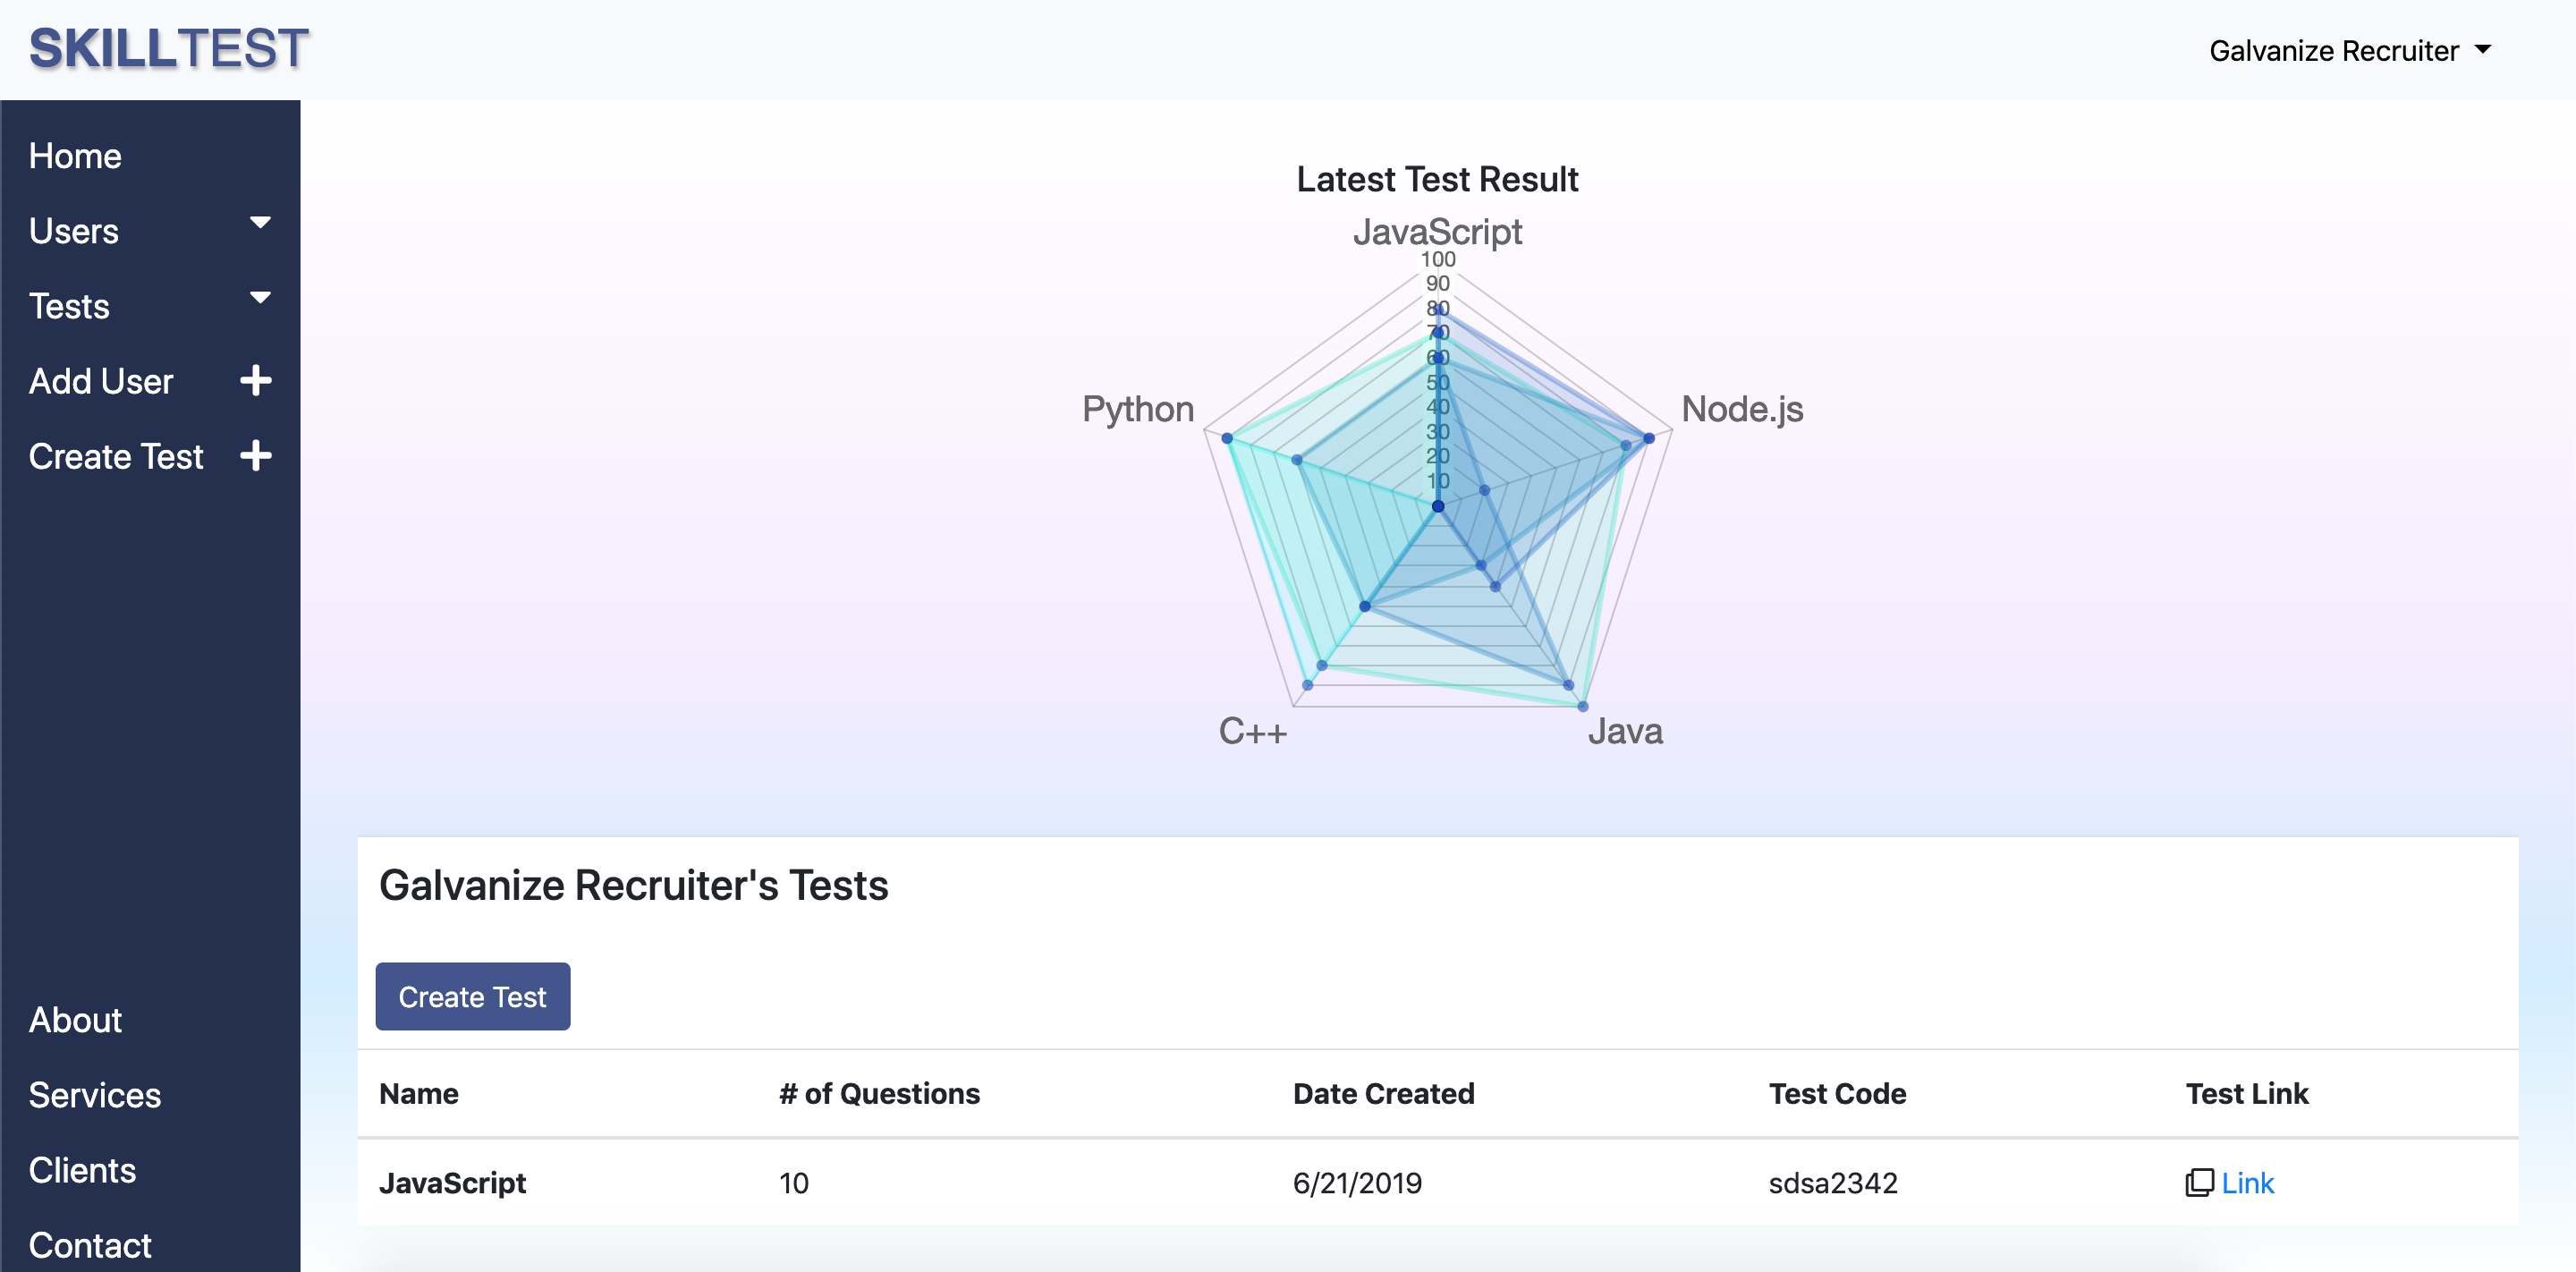 SKILLTEST
Galvanize Recruiter
Home
Users
Tests
Add User
Create Test
About
Services
Clients
Contact
Latest Test Result
JavaScript
100
90
80
70
60
50
40
30
20
10
Python
Node.js
C++
Java
Galvanize Recruiter's Tests
Create Test
Name # of Questions Date Created Test Code Test Link
JavaScript 10 6/21/2019 sdsa2342 Link